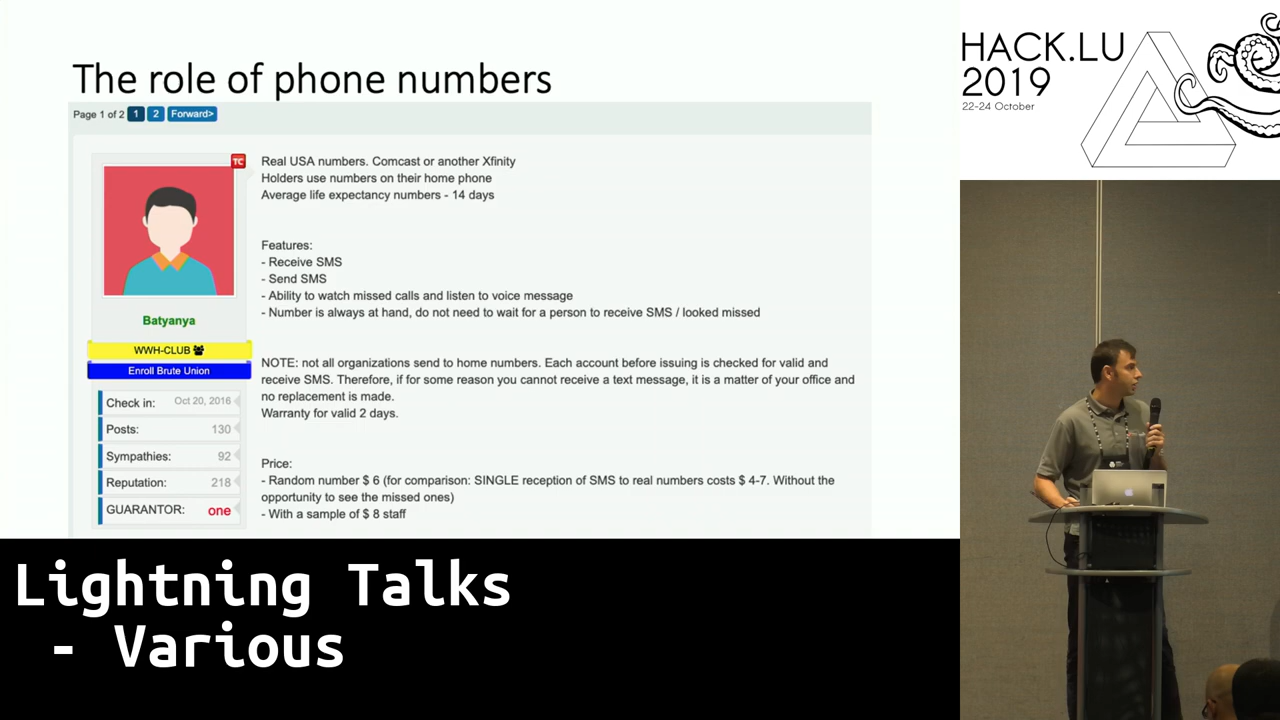 The role of phone numbers
Page 1 of 2 1 2 Forward>
TC
Real USA numbers. Comcast or another Xfinity
Holders use numbers on their home phone
Average life expectancy numbers - 14 days
Features:
- Receive SMS
- Send SMS
- Ability to watch missed calls and listen to voice message
- Number is always at hand, do not need to wait for a person to receive SMS / looked missed
Batyanya
WWH-CLUB
Enroll Brute Union
Check in: Oct 20, 2016
Posts: 130
Sympathies: 92
Reputation: 218
GUARANTOR: one
NOTE: not all organizations send to home numbers. Each account before issuing is checked for valid and
receive SMS. Therefore, if for some reason you cannot receive a text message, it is a matter of your office and
no replacement is made.
Warranty for valid 2 days.
Price:
- Random number $ 6 (for comparison: SINGLE reception of SMS to real numbers costs $ 4-7. Without the
opportunity to see the missed ones)
- With a sample of $ 8 staff
HACK.LU
2019
22-24 October
Lightning Talks
- Various